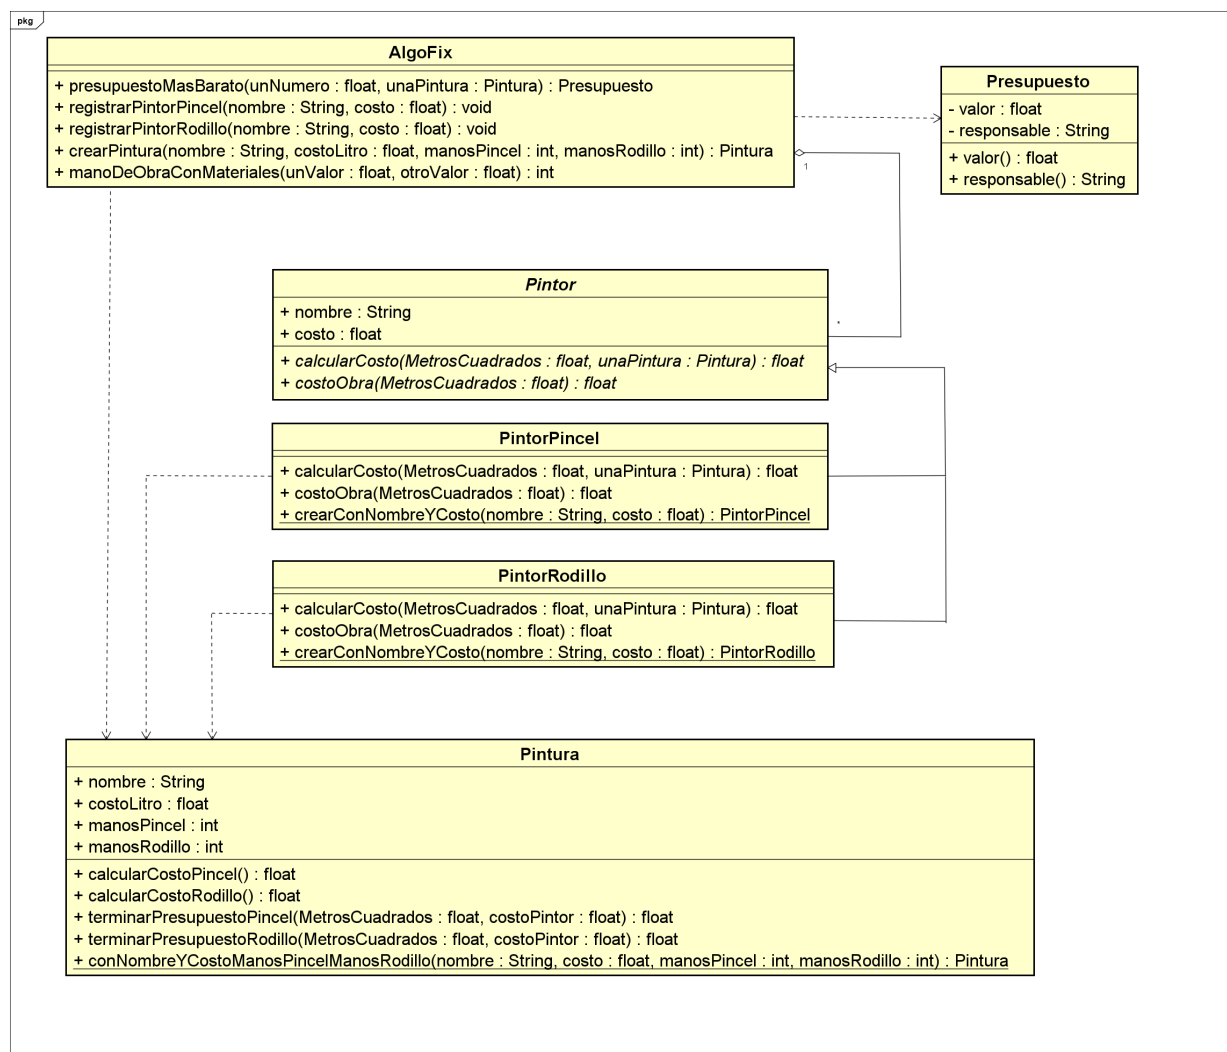 pkg
AlgoFix
+ presupuestoMasBarato(unNumero : float, unaPintura : Pintura) : Presupuesto
+ registrarPintorPincel(nombre : String, costo : float) : void
+ registrarPintorRodillo(nombre : String, costo : float) : void
+ crearPintura(nombre : String, costoLitro : float, manosPincel : int, manosRodillo : int) : Pintura
+ manoDeObraConMateriales(unValor : float, otroValor : float) : int
Presupuesto
- valor : float
- responsable : String
+ valor() : float
+ responsable() : String
1
Pintor
+ nombre : String
+ costo : float
*
+ calcularCosto(MetrosCuadrados : float, unaPintura : Pintura) : float
+ costoObra(MetrosCuadrados : float) : float
PintorPincel
+ calcularCosto(MetrosCuadrados : float, unaPintura : Pintura) : float
+ costoObra(MetrosCuadrados : float) : float
+ crearConNombreYCosto(nombre : String, costo : float) : PintorPincel
PintorRodillo
+ calcularCosto(MetrosCuadrados : float, unaPintura : Pintura) : float
+ costoObra(MetrosCuadrados : float) : float
+ crearConNombreYCosto(nombre : String, costo : float) : PintorRodillo
Pintura
+ nombre : String
+ costoLitro : float
+ manosPincel : int
+ manosRodillo : int
+ calcularCostoPincel() : float
+ calcularCostoRodillo() : float
+ terminarPresupuestoPincel(MetrosCuadrados : float, costoPintor : float) : float
+ terminarPresupuestoRodillo(MetrosCuadrados : float, costoPintor : float) : float
+ conNombreYCostoManosPincelManosRodillo(nombre : String, costo : float, manosPincel : int, manosRodillo : int) : Pintura